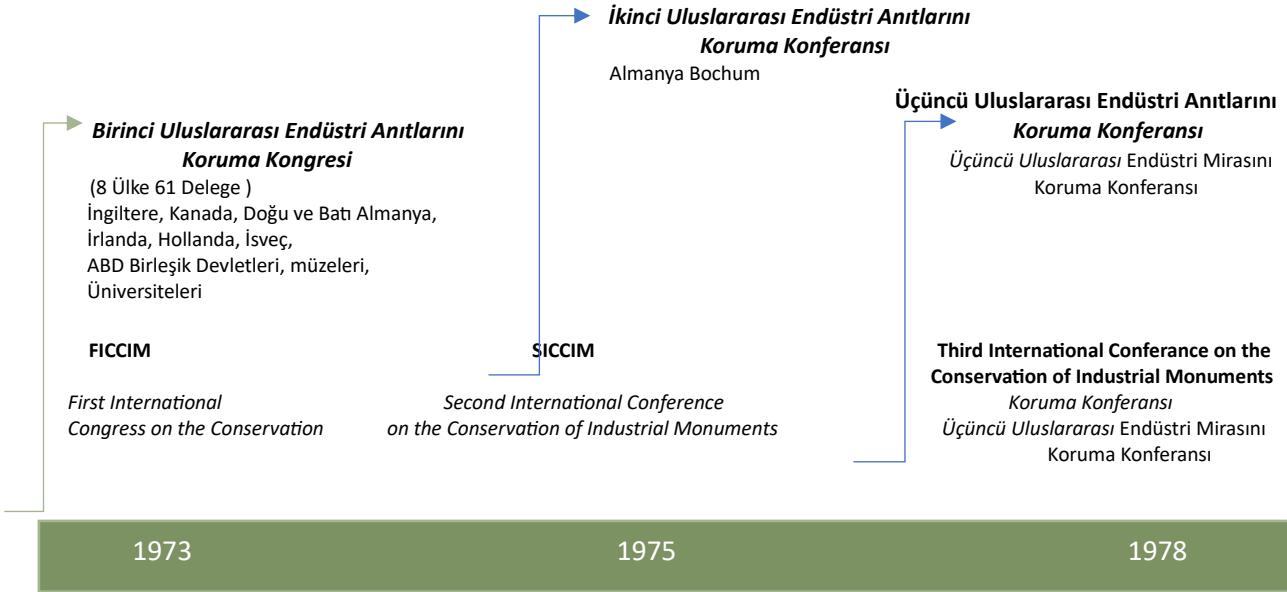 Birinci Uluslararası Endüstri Anıtlarını
Koruma Kongresi
(8 Ülke 61 Delege )
İngiltere, Kanada, Doğu ve Batı Almanya,
İrlanda, Hollanda, İsveç,
ABD Birleşik Devletleri, müzeleri,
Üniversiteleri
FICCIM
First International
Congress on the Conservation
İkinci Uluslararası Endüstri Anıtlarını
Koruma Konferansı
Almanya Bochum
SICCIM
Second International Conference
on the Conservation of Industrial Monuments
Üçüncü Uluslararası Endüstri Anıtlarını
Koruma Konferansı
Üçüncü Uluslararası Endüstri Mirasını
Koruma Konferansı
Third International Conferance on the
Conservation of Industrial Monuments
Koruma Konferansı
Üçüncü Uluslararası Endüstri Mirasını
Koruma Konferansı
1973
1975
1978